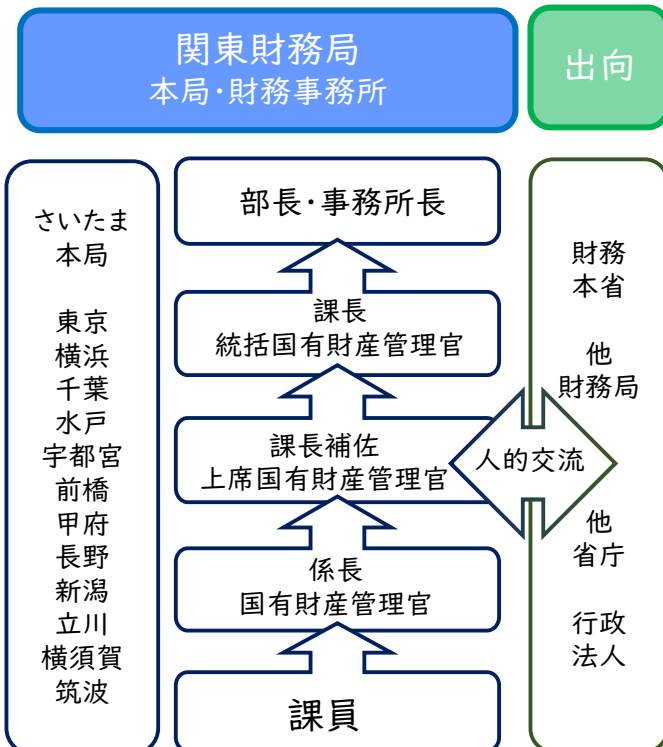 関東財務局
本局・財務事務所
出向
さいたま
本局
東京
横浜
千葉
水戸
宇都宮
前橋
甲府
長野
新潟
立川
横須賀
筑波
部長・事務所長
課長
統括国有財産管理官
課長補佐
上席国有財産管理官
係長
国有財産管理官
課員
人的交流
財務
本省
他
財務局
他
省庁
行政
法人